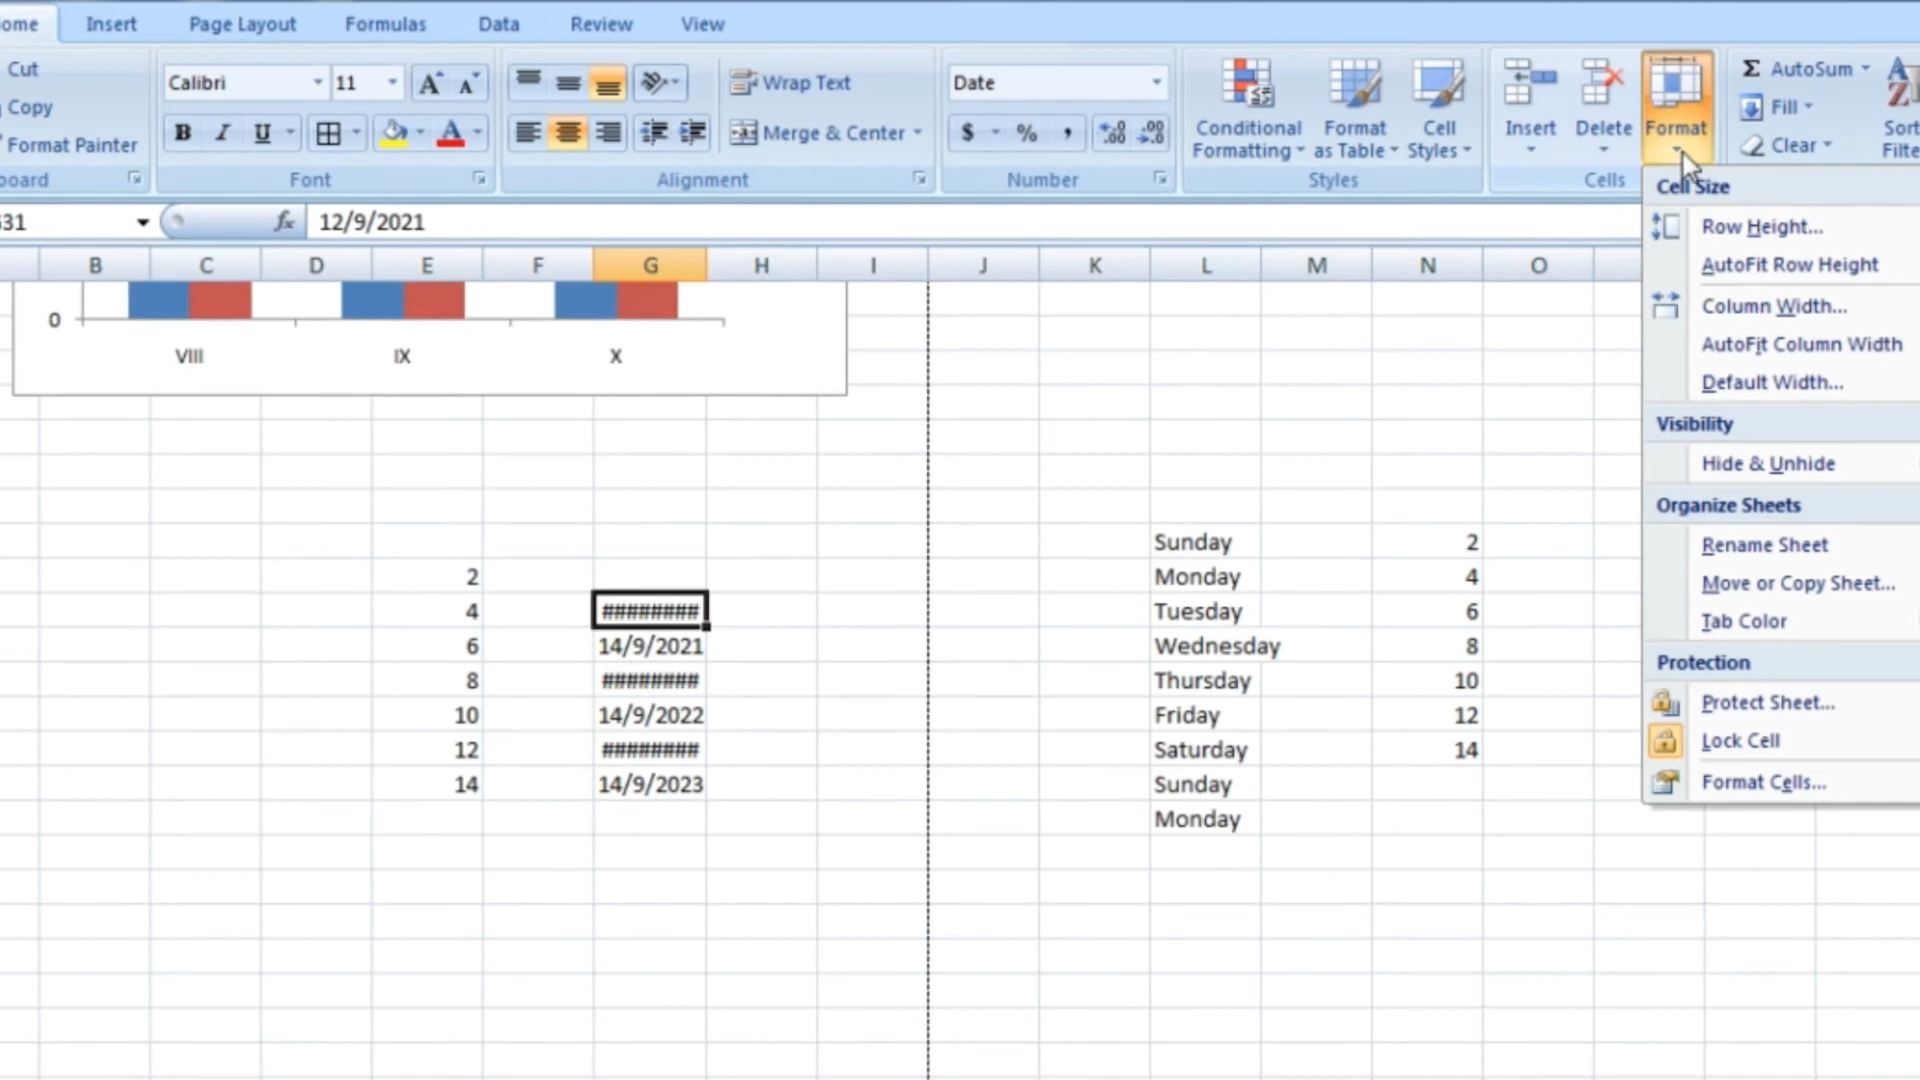 ome Insert Page Layout Formulas Data Review View
Cut
Copy
Format Painter
board
Calibri 11 A A
B I U A
Font
Wrap Text
Merge & Center
Alignment
Date
$ % , .00 .00
Number
Conditional Formatting
Format as Table
Cell Styles
Styles
Insert Delete Format
Cells
Σ AutoSum
Fill
Clear
Sort
Filte
G31 fx 12/9/2021
B C D E F G H I J K L M N O
0
VIII IX X
Sunday 2
2 Monday 4
4 ######## Tuesday 6
6 14/9/2021 Wednesday 8
8 ######## Thursday 10
10 14/9/2022 Friday 12
12 ######## Saturday 14
14 14/9/2023 Sunday
Monday
Cell Size
Row Height...
AutoFit Row Height
Column Width...
AutoFit Column Width
Default Width...
Visibility
Hide & Unhide
Organize Sheets
Rename Sheet
Move or Copy Sheet...
Tab Color
Protection
Protect Sheet...
Lock Cell
Format Cells...